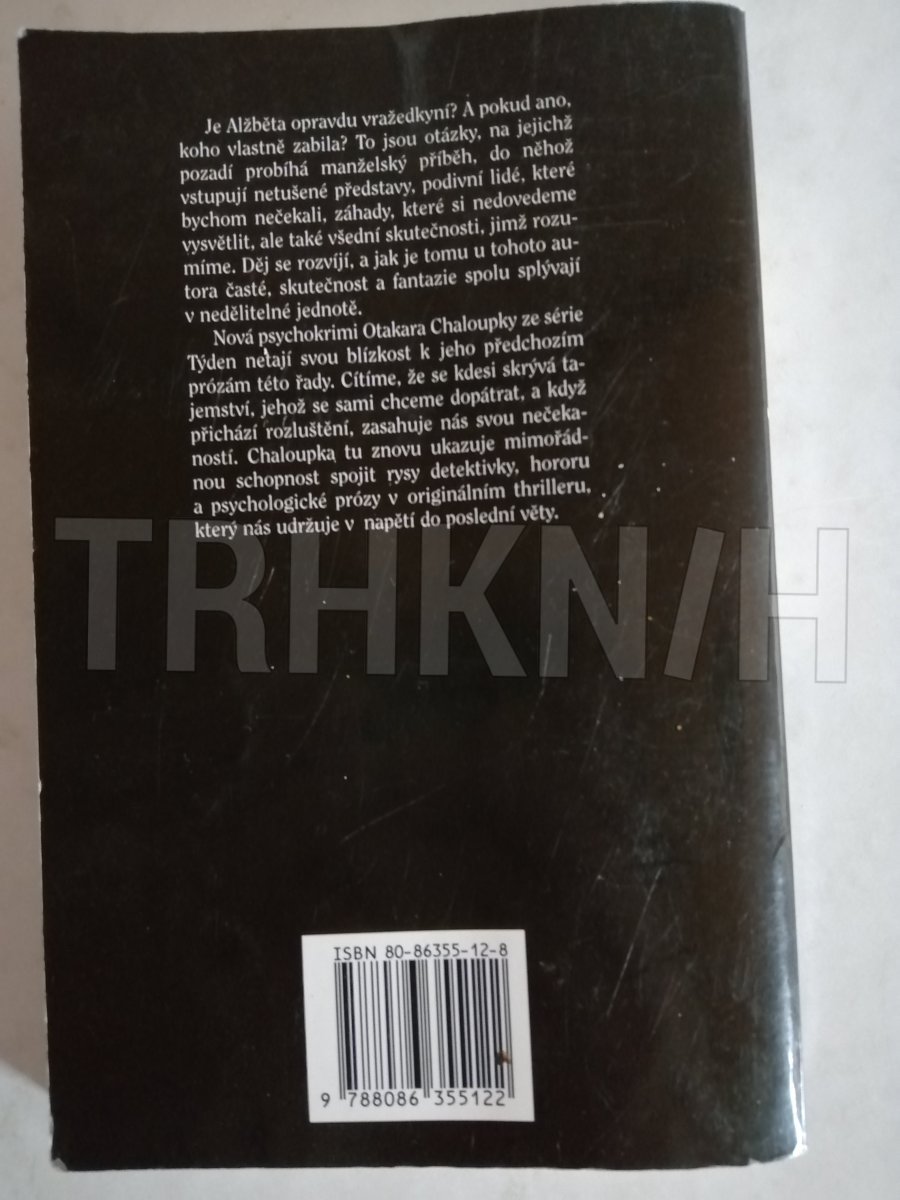 Je Alžběta opravdu vražedkyní? A pokud ano,
koho vlastně zabila? To jsou otázky, na jejichž
pozadí probíhá manželský příběh, do něhož
vstupují netušené představy, podivní lidé, které
bychom nečekali, záhady, které si nedovedeme
vysvětlit, ale také všední skutečnosti, jimž rozu-
míme. Děj se rozvíjí, a jak je tomu u tohoto au-
tora časté, skutečnost a fantazie spolu splývají
v nedělitelné jednotě.
Nová psychokrimi Otakara Chaloupky ze série
Týden netají svou blízkost k jeho předchozím
prózám této řady. Cítíme, že se kdesi skrývá ta-
jemství, jehož se sami chceme dopátrat, a když
přichází rozluštění, zasahuje nás svou nečeka-
ností. Chaloupka tu znovu ukazuje mimořád-
nou schopnost spojit rysy detektivky, hororu
a psychologické prózy v originálním thrilleru,
který nás udržuje v napětí do poslední věty.
TRHKNIH
ISBN 80-86355-12-8
9 788086 355122